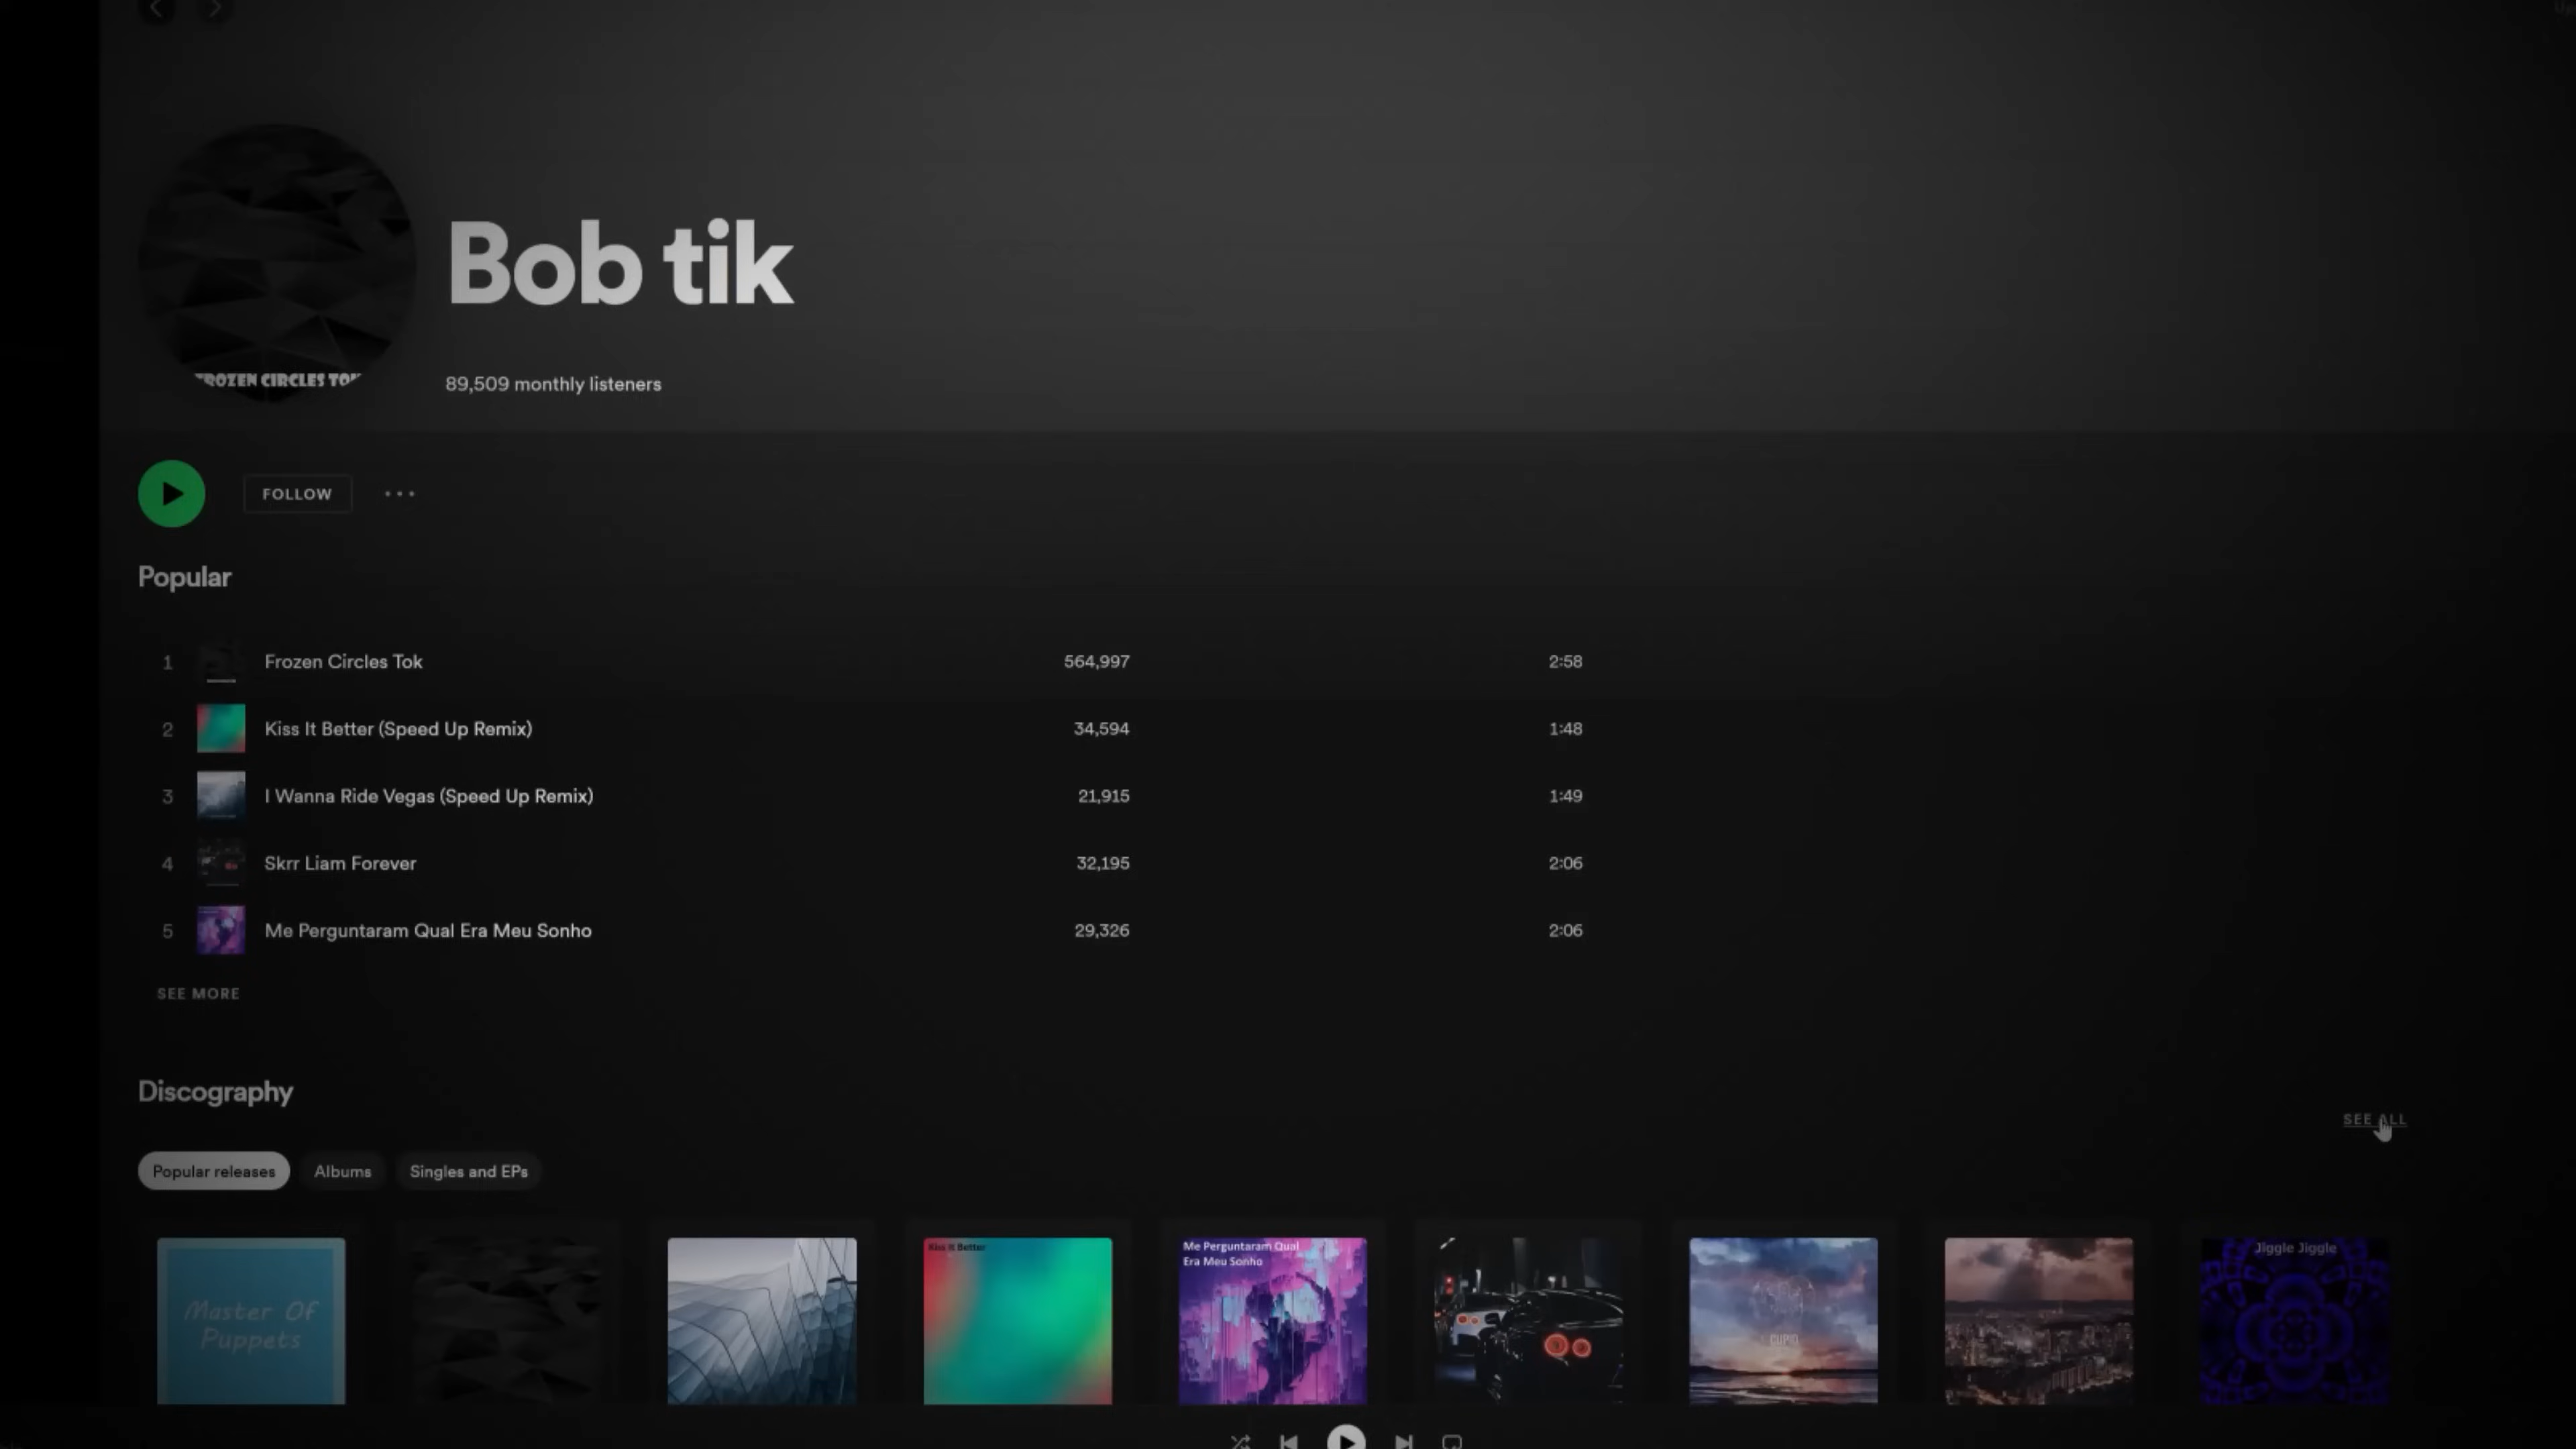 Bob tik
FROZEN CIRCLES TOK
89,509 monthly listeners
FOLLOW
Popular
1 Frozen Circles Tok 564,997 2:58
2 Kiss It Better (Speed Up Remix) 34,594 1:48
3 I Wanna Ride Vegas (Speed Up Remix) 21,915 1:49
4 Skrr Liam Forever 32,195 2:06
5 Me Perguntaram Qual Era Meu Sonho 29,326 2:06
SEE MORE
Discography
SEE ALL
Popular releases Albums Singles and EPs
Master Of
Puppets
Kiss It Better
Me Perguntaram Qual
Era Meu Sonho
CUPID
Jiggle Jiggle